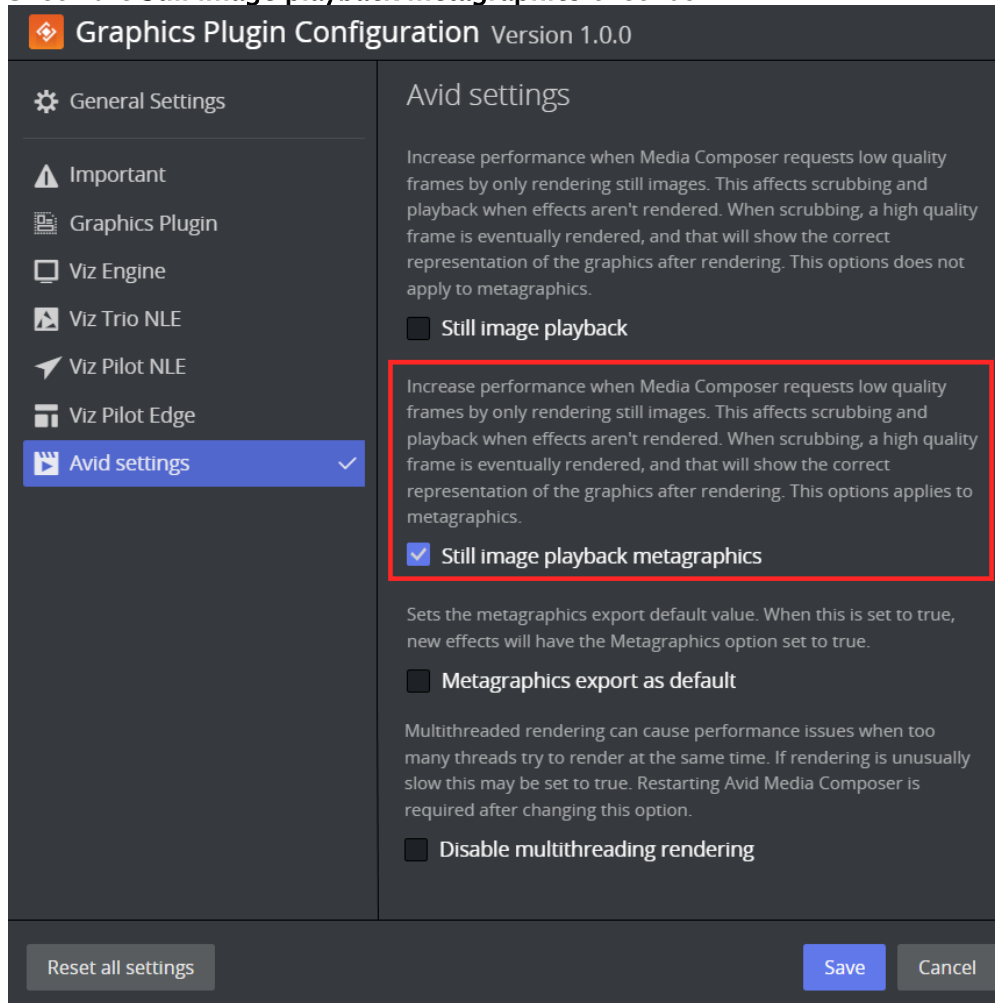 Graphics Plugin Configuration Version 1.0.0
General Settings
Important
Graphics Plugin
Viz Engine
Viz Trio NLE
Viz Pilot NLE
Viz Pilot Edge
Avid settings
Avid settings
Increase performance when Media Composer requests low quality
frames by only rendering still images. This affects scrubbing and
playback when effects aren't rendered. When scrubbing, a high quality
frame is eventually rendered, and that will show the correct
representation of the graphics after rendering. This options does not
apply to metagraphics.
Still image playback
Increase performance when Media Composer requests low quality
frames by only rendering still images. This affects scrubbing and
playback when effects aren't rendered. When scrubbing, a high quality
frame is eventually rendered, and that will show the correct
representation of the graphics after rendering. This options applies to
metagraphics.
Still image playback metagraphics
Sets the metagraphics export default value. When this is set to true,
new effects will have the Metagraphics option set to true.
Metagraphics export as default
Multithreaded rendering can cause performance issues when too
many threads try to render at the same time. If rendering is unusually
slow this may be set to true. Restarting Avid Media Composer is
required after changing this option.
Disable multithreading rendering
Reset all settings
Save
Cancel